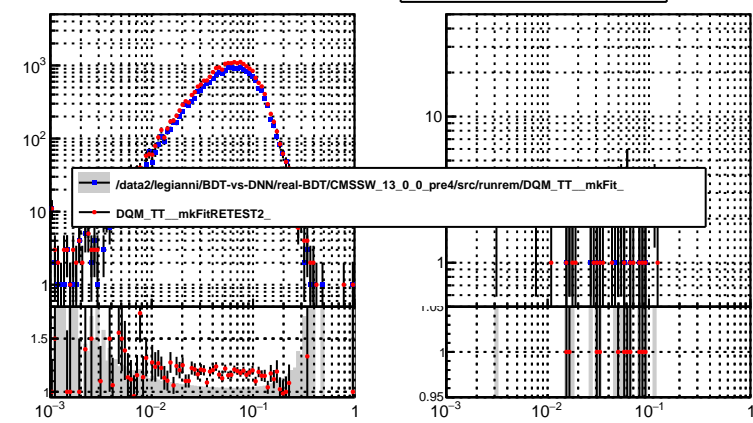 10³
10²
10
1
10
1
/data2/legianni/BDT-vs-DNN/real-BDT/CMSSW_13_0_0_pre4/src/runrem/DQM_TT__mkFit_
DQM_TT__mkFitRETEST2_
1.5
1
1.05
1
0.95
10⁻³ 10⁻² 10⁻¹ 1
10⁻³ 10⁻² 10⁻¹ 1